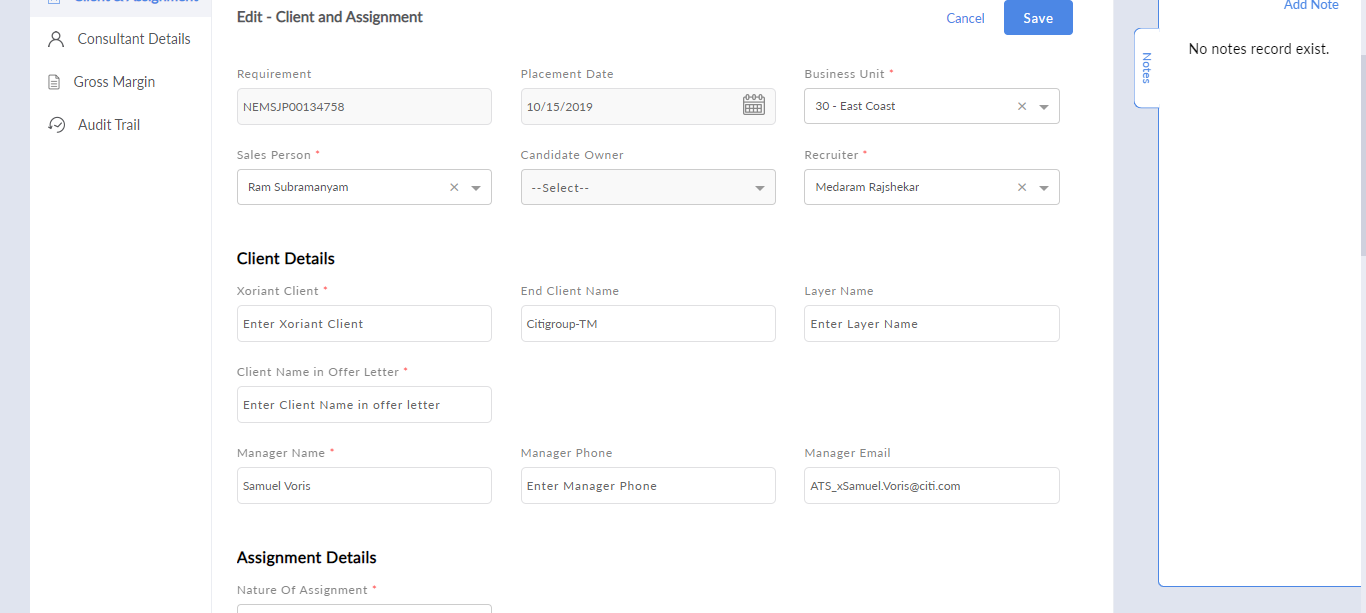 Client & Assignment
Consultant Details
Gross Margin
Audit Trail
Edit - Client and Assignment
Cancel
Save
Requirement
Placement Date
Business Unit *
NEMSJP00134758
10/15/2019
30 - East Coast
Sales Person *
Candidate Owner
Recruiter *
Ram Subramanyam
--Select--
Medaram Rajshekar
Client Details
Xoriant Client *
End Client Name
Layer Name
Enter Xoriant Client
Citigroup-TM
Enter Layer Name
Client Name in Offer Letter *
Enter Client Name in offer letter
Manager Name *
Manager Phone
Manager Email
Samuel Voris
Enter Manager Phone
ATS_xSamuel.Voris@citi.com
Assignment Details
Nature Of Assignment *
Add Note
Notes
No notes record exist.